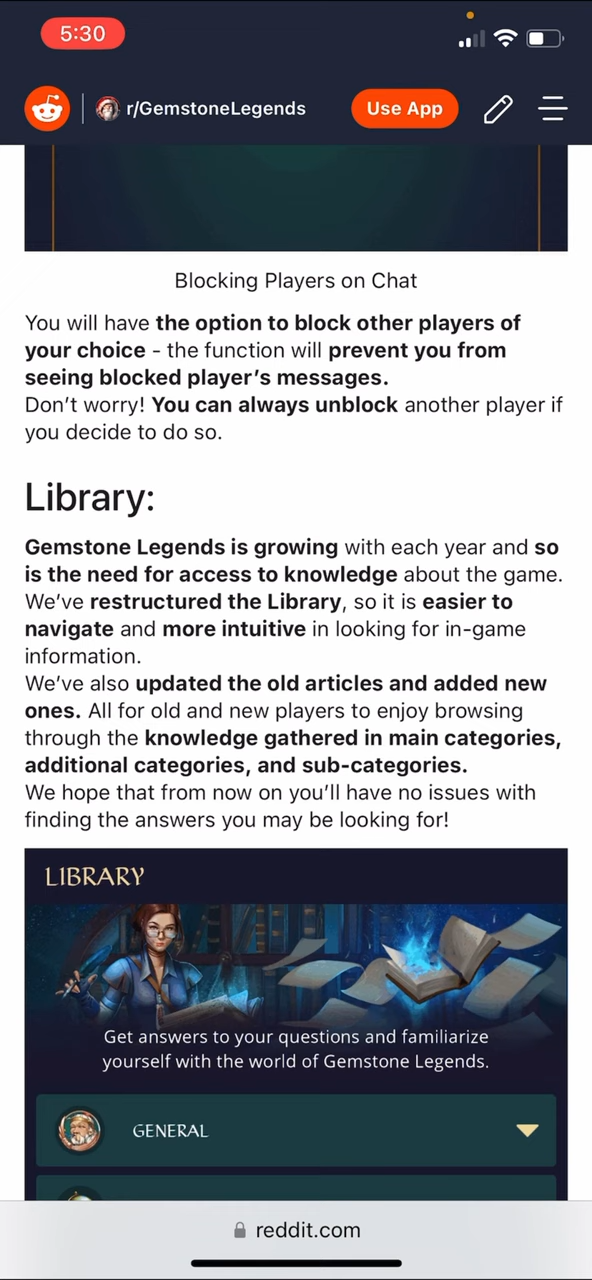 5:30
r/GemstoneLegends
Use App
Blocking Players on Chat
You will have the option to block other players of
your choice - the function will prevent you from
seeing blocked player’s messages.
Don’t worry! You can always unblock another player if
you decide to do so.
Library:
Gemstone Legends is growing with each year and so
is the need for access to knowledge about the game.
We’ve restructured the Library, so it is easier to
navigate and more intuitive in looking for in-game
information.
We’ve also updated the old articles and added new
ones. All for old and new players to enjoy browsing
through the knowledge gathered in main categories,
additional categories, and sub-categories.
We hope that from now on you’ll have no issues with
finding the answers you may be looking for!
LIBRARY
Get answers to your questions and familiarize
yourself with the world of Gemstone Legends.
GENERAL
reddit.com